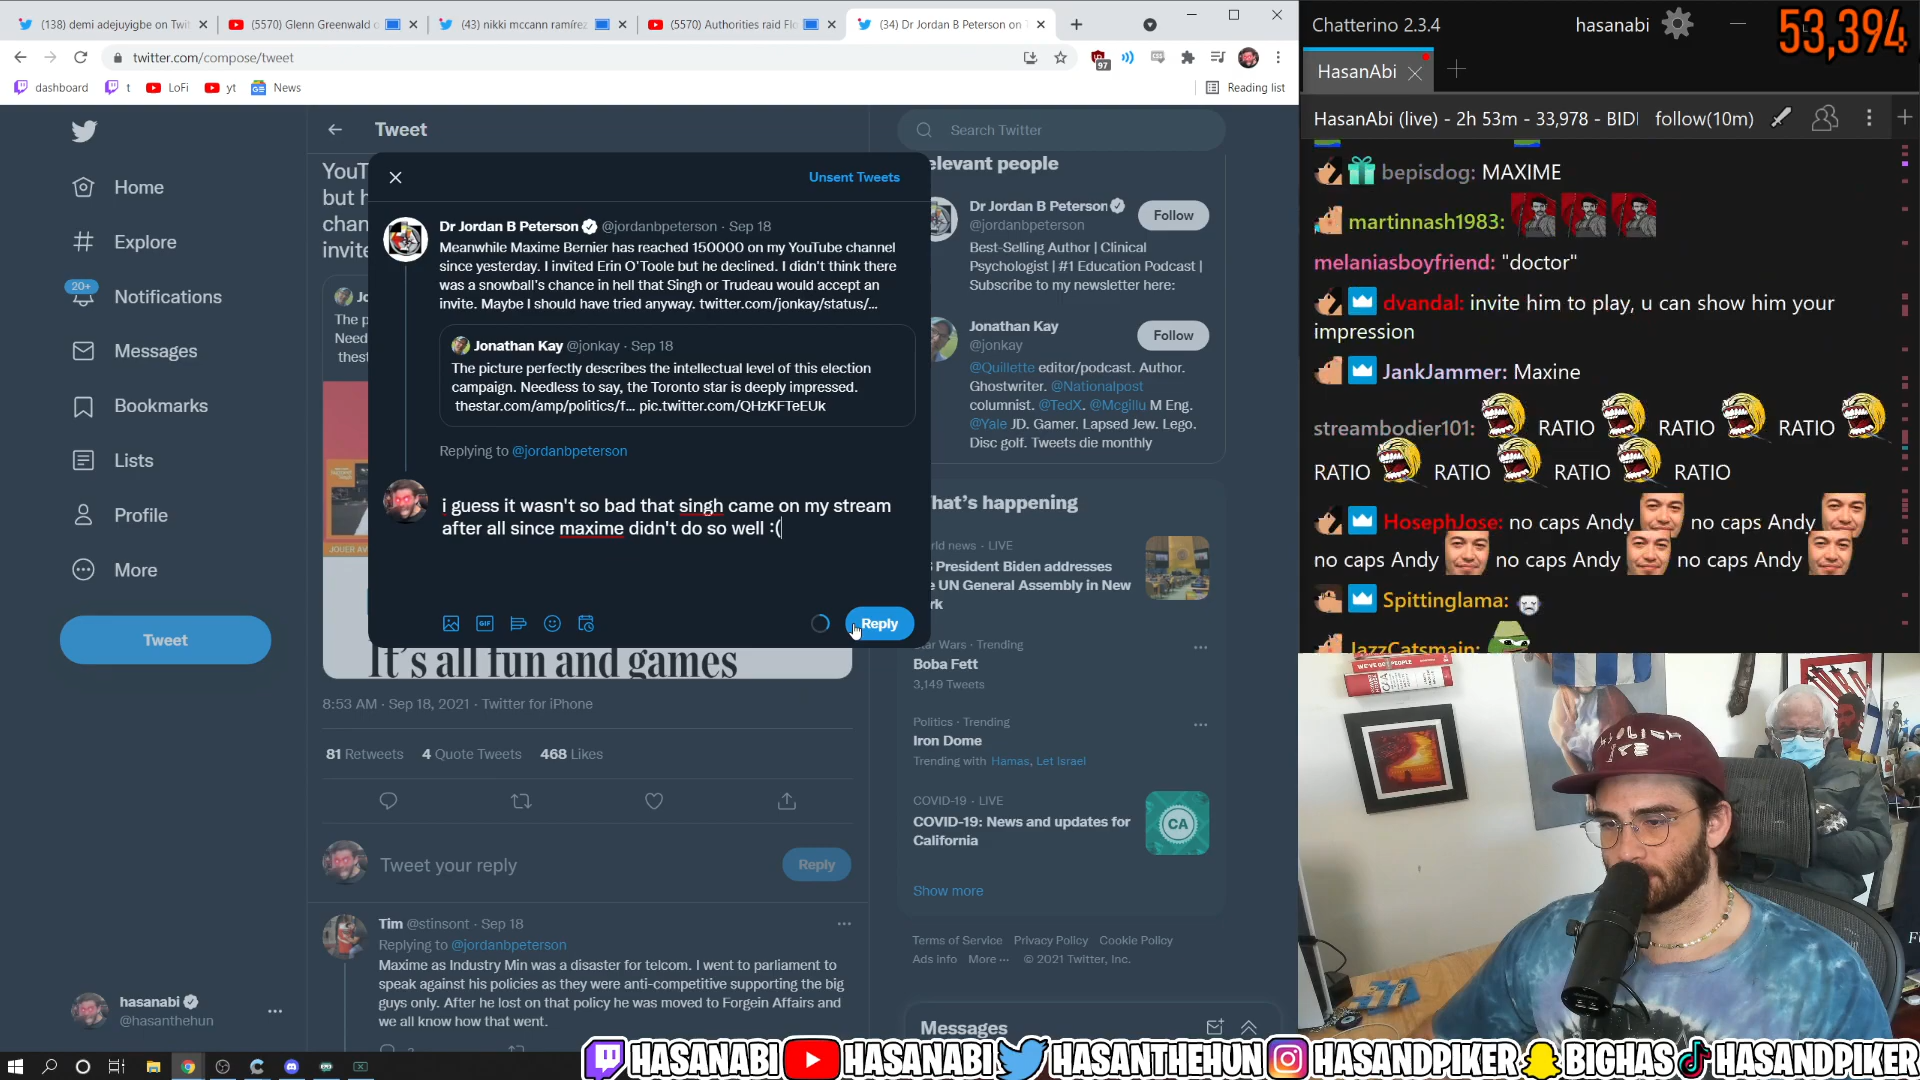 (138) demi adejuyigbe on Twi
(5570) Glenn Greenwald o
(43) nikki mccann ramírez
(5570) Authorities raid Flo
(34) Dr Jordan B Peterson on T
twitter.com/compose/tweet
97
dashboard
t
LoFi
yt
News
Reading list
Home
Explore
20+
Notifications
Messages
Bookmarks
Lists
Profile
More
Tweet
hasanabi
@hasanthehun
Tweet
Search Twitter
Unsent Tweets
Dr Jordan B Peterson @jordanbpeterson · Sep 18
Meanwhile Maxime Bernier has reached 150000 on my YouTube channel
since yesterday. I invited Erin O'Toole but he declined. I didn't think there
was a snowball's chance in hell that Singh or Trudeau would accept an
invite. Maybe I should have tried anyway. twitter.com/jonkay/status/...
Jonathan Kay @jonkay · Sep 18
The picture perfectly describes the intellectual level of this election
campaign. Needless to say, the Toronto star is deeply impressed.
thestar.com/amp/politics/f... pic.twitter.com/QHzKFTeEUk
Replying to @jordanbpeterson
i guess it wasn't so bad that singh came on my stream
after all since maxime didn't do so well :(
GIF
Reply
It's all fun and games
8:53 AM · Sep 18, 2021 · Twitter for iPhone
81 Retweets 4 Quote Tweets 468 Likes
Tweet your reply
Reply
Tim @stinsont · Sep 18
Replying to @jordanbpeterson
Maxime as Industry Min was a disaster for telcom. I went to parliament to
speak against his policies as they were anti-competitive supporting the big
guys only. After he lost on that policy he was moved to Forgein Affairs and
we all know how that went.
elevant people
Dr Jordan B Peterson
@jordanbpeterson
Follow
Best-Selling Author | Clinical
Psychologist | #1 Education Podcast |
Subscribe to my newsletter here:
Jonathan Kay
@jonkay
Follow
@Quillette editor/podcast. Author.
Ghostwriter. @Nationalpost
columnist. @TedX. @Mcgillu M Eng.
@Yale JD. Gamer. Lapsed Jew. Lego.
Disc golf. Tweets die monthly
hat's happening
rld news · LIVE
President Biden addresses
e UN General Assembly in New
rk
ar Wars · Trending
Boba Fett
3,149 Tweets
Politics · Trending
Iron Dome
Trending with Hamas, Let Israel
COVID-19 · LIVE
COVID-19: News and updates for
California
CA
Show more
Terms of Service Privacy Policy Cookie Policy
Ads info More ··· © 2021 Twitter, Inc.
Messages
Chatterino 2.3.4
hasanabi
53,394
HasanAbi
HasanAbi (live) - 2h 53m - 33,978 - BIDI
follow(10m)
bepisdog: MAXIME
martinnash1983:
melaniasboyfriend: "doctor"
dvandal: invite him to play, u can show him your
impression
JankJammer: Maxine
streambodier101: RATIO RATIO RATIO
RATIO RATIO RATIO RATIO
HosephJose: no caps Andy no caps Andy
no caps Andy no caps Andy no caps Andy
Spittinglama:
JazzCatsmain:
HASANABI HASANABI HASANTHEHUN HASANDPIKER BIGHAS HASANDPIKER